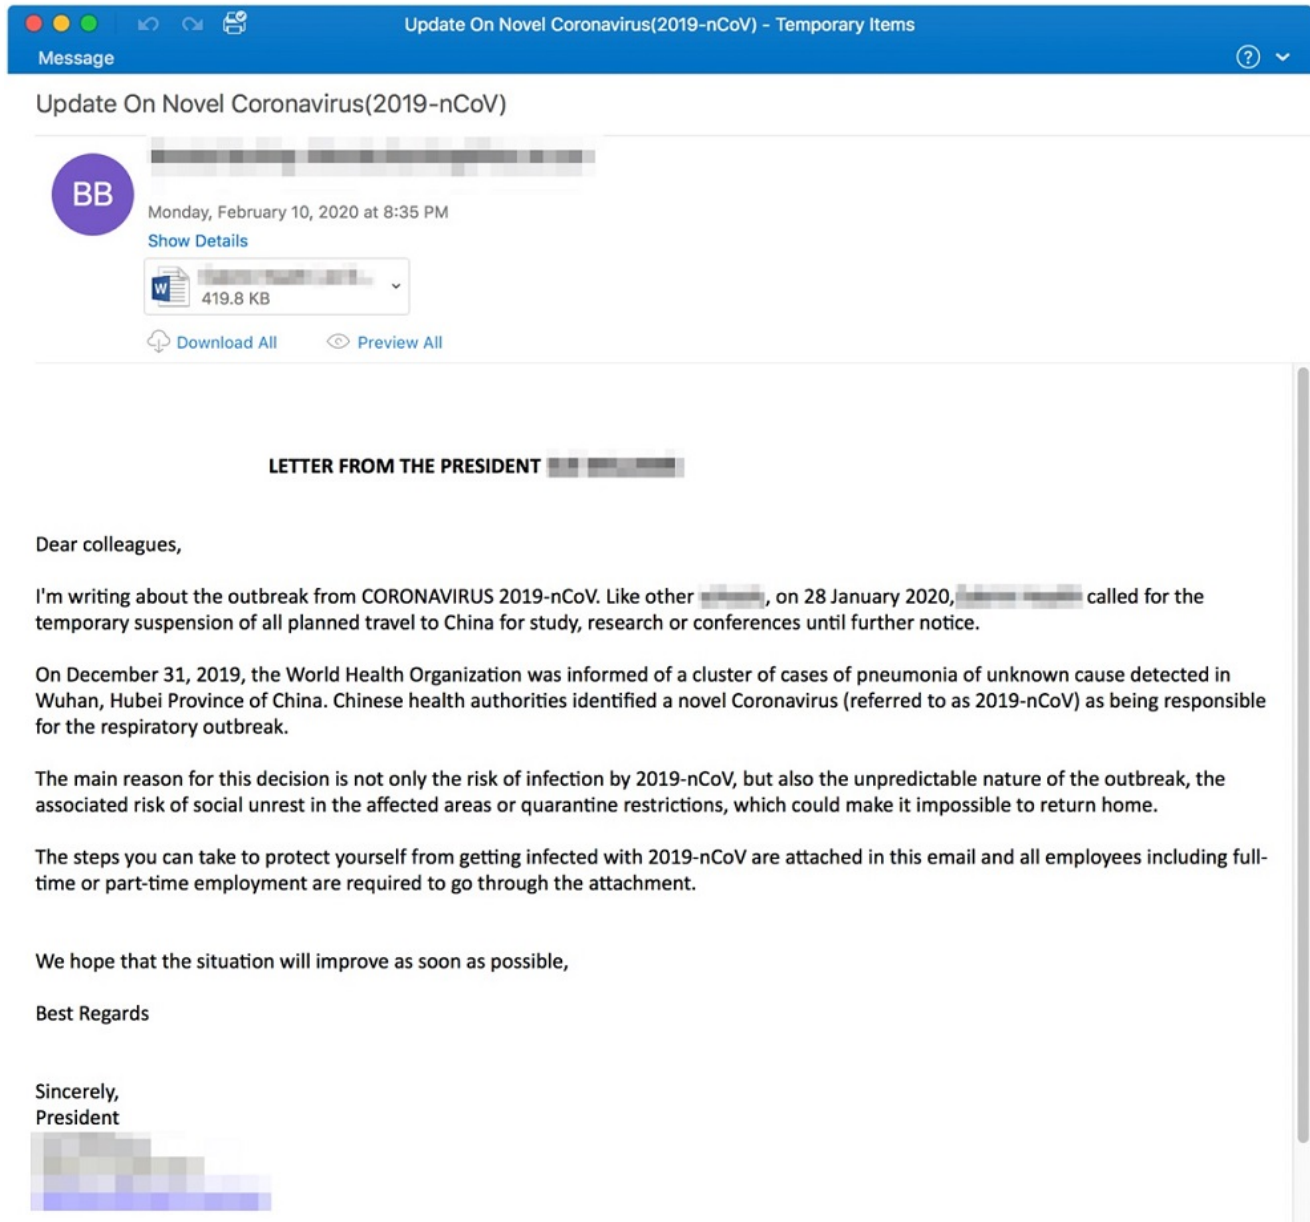 Update On Novel Coronavirus(2019-nCoV) – Temporary Items
Message
Update On Novel Coronavirus(2019-nCoV)
BB
Monday, February 10, 2020 at 8:35 PM
Show Details
W
419.8 KB
Download All Preview All
LETTER FROM THE PRESIDENT
Dear colleagues,
I'm writing about the outbreak from CORONAVIRUS 2019-nCoV. Like other , on 28 January 2020, called for the
temporary suspension of all planned travel to China for study, research or conferences until further notice.
On December 31, 2019, the World Health Organization was informed of a cluster of cases of pneumonia of unknown cause detected in
Wuhan, Hubei Province of China. Chinese health authorities identified a novel Coronavirus (referred to as 2019-nCoV) as being responsible
for the respiratory outbreak.
The main reason for this decision is not only the risk of infection by 2019-nCoV, but also the unpredictable nature of the outbreak, the
associated risk of social unrest in the affected areas or quarantine restrictions, which could make it impossible to return home.
The steps you can take to protect yourself from getting infected with 2019-nCoV are attached in this email and all employees including full-
time or part-time employment are required to go through the attachment.
We hope that the situation will improve as soon as possible,
Best Regards
Sincerely,
President